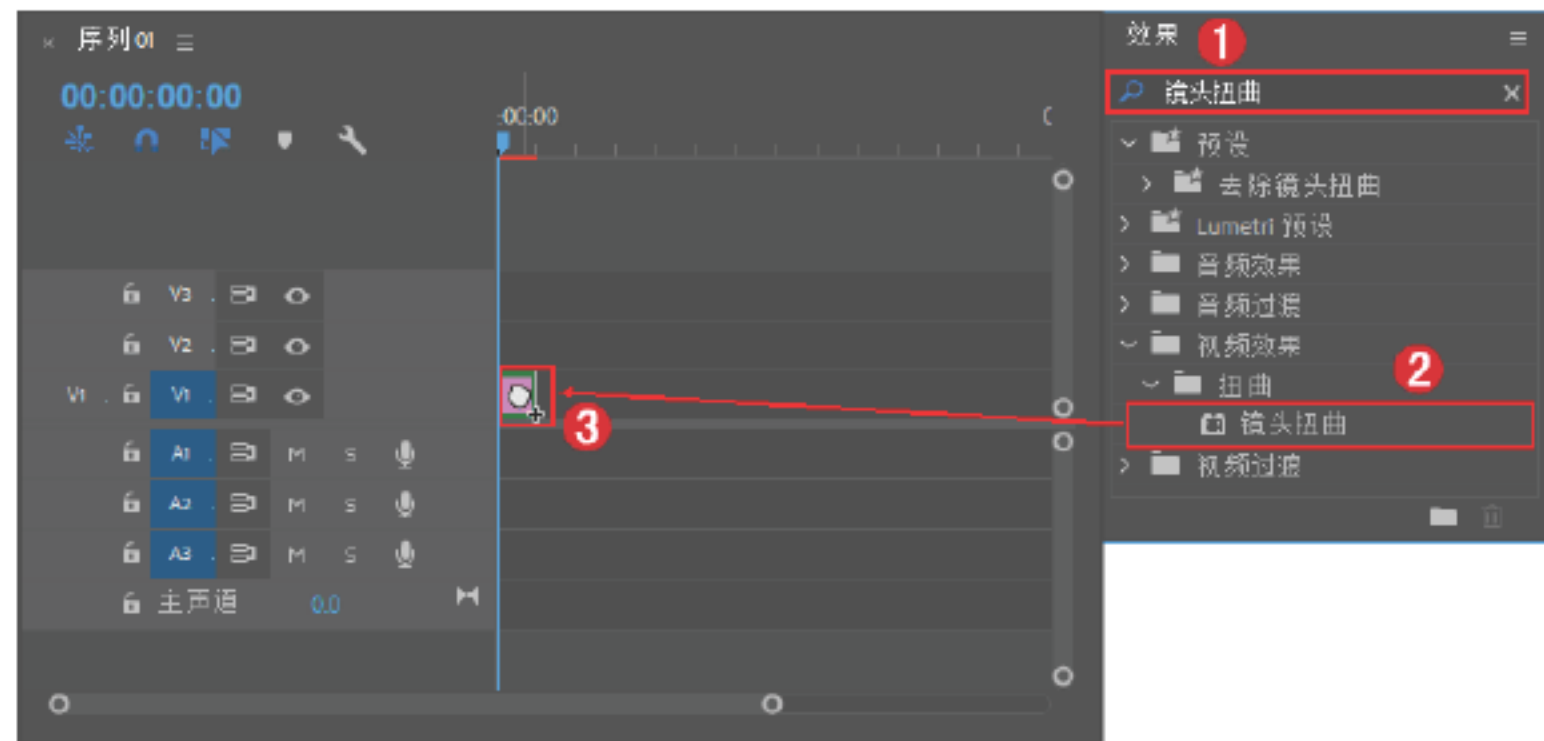 × 序列 01 ☰
00:00:00:00
:00:00
V3
V2
V1 V1
A1 M S
A2 M S
A3 M S
主声道 0.0
3
效果 1
镜头扭曲 ×
预设
去除镜头扭曲
Lumetri 预设
音频效果
音频过渡
视频效果
扭曲 2
镜头扭曲
视频过渡